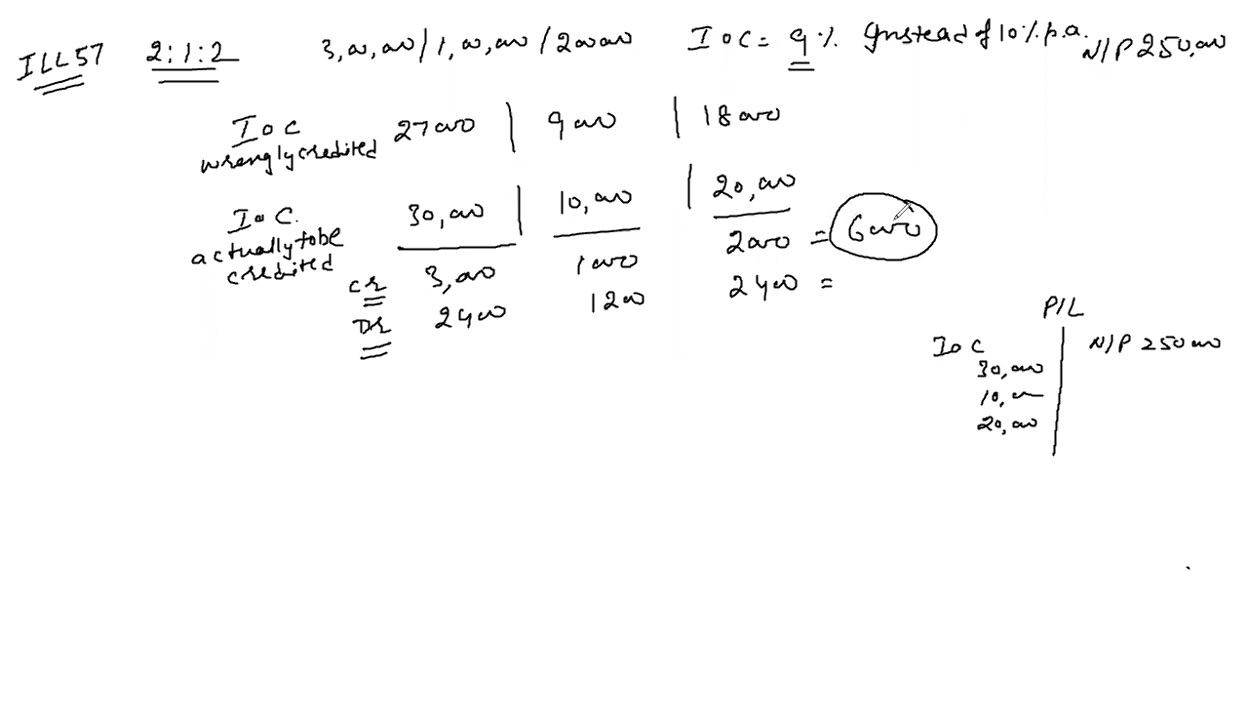 ILL 57 2:1:2 3,00,000/1,00,000/200000 IOC = 9% Instead of 10% p.a. N/P 250,000
IOC 27000 | 9000 | 18000
wrongly credited
IOC. 30,000 | 10,000 | 20,000
actually to be
credited
Cr 3,000 1000 2000 = 6000
Dr 2400 1200 2400 =
P/L
IOC N/P 250000
30,000
10,000
20,000